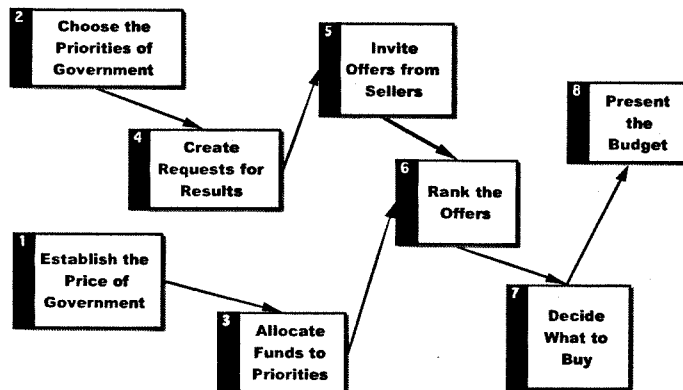 1
Establish the
Price of
Government
2
Choose the
Priorities of
Government
3
Allocate
Funds to
Priorities
4
Create
Requests for
Results
5
Invite
Offers from
Sellers
6
Rank the
Offers
7
Decide
What to
Buy
8
Present
the
Budget